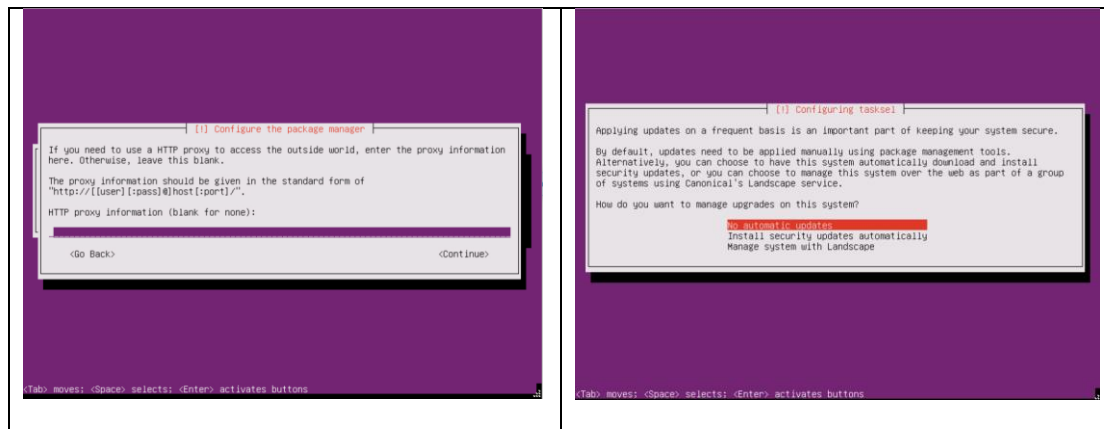 [!] Configure the package manager
If you need to use a HTTP proxy to access the outside world, enter the proxy information
here. Otherwise, leave this blank.
The proxy information should be given in the standard form of
"http://[[user][:pass]@]host[:port]/".
HTTP proxy information (blank for none):
<Go Back>
<Continue>
<Tab> moves; <Space> selects; <Enter> activates buttons
[!] Configuring tasksel
Applying updates on a frequent basis is an important part of keeping your system secure.
By default, updates need to be applied manually using package management tools.
Alternatively, you can choose to have this system automatically download and install
security updates, or you can choose to manage this system over the web as part of a group
of systems using Canonical's Landscape service.
How do you want to manage upgrades on this system?
No automatic updates
Install security updates automatically
Manage system with Landscape
<Tab> moves; <Space> selects; <Enter> activates buttons